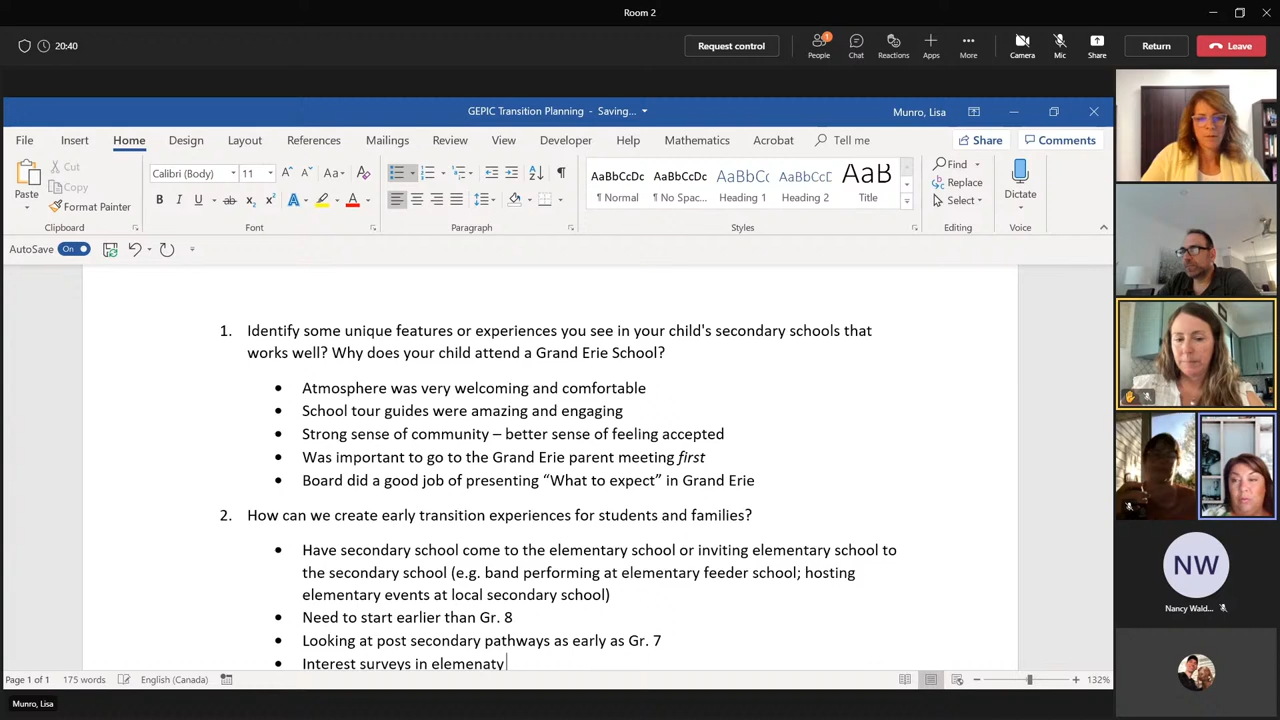 Room 2
20:40
Request control
People
1
Chat
Reactions
Apps
More
Camera
Mic
Share
Return
Leave
GEPIC Transition Planning - Saving...
Munro, Lisa
File
Insert
Home
Design
Layout
References
Mailings
Review
View
Developer
Help
Mathematics
Acrobat
Tell me
Share
Comments
Paste
Cut
Copy
Format Painter
Clipboard
Calibri (Body)
11
Font
Paragraph
AaBbCcDc
¶ Normal
AaBbCcDc
¶ No Spac...
AaBbCc
Heading 1
AaBbCcC
Heading 2
AaB
Title
Styles
Find
Replace
Select
Editing
Dictate
Voice
AutoSave On
1. Identify some unique features or experiences you see in your child's secondary schools that
works well? Why does your child attend a Grand Erie School?
• Atmosphere was very welcoming and comfortable
• School tour guides were amazing and engaging
• Strong sense of community – better sense of feeling accepted
• Was important to go to the Grand Erie parent meeting first
• Board did a good job of presenting “What to expect” in Grand Erie
2. How can we create early transition experiences for students and families?
• Have secondary school come to the elementary school or inviting elementary school to
the secondary school (e.g. band performing at elementary feeder school; hosting
elementary events at local secondary school)
• Need to start earlier than Gr. 8
• Looking at post secondary pathways as early as Gr. 7
• Interest surveys in elemenaty
Page 1 of 1
175 words
English (Canada)
132%
NW
Nancy Wald...
Munro, Lisa